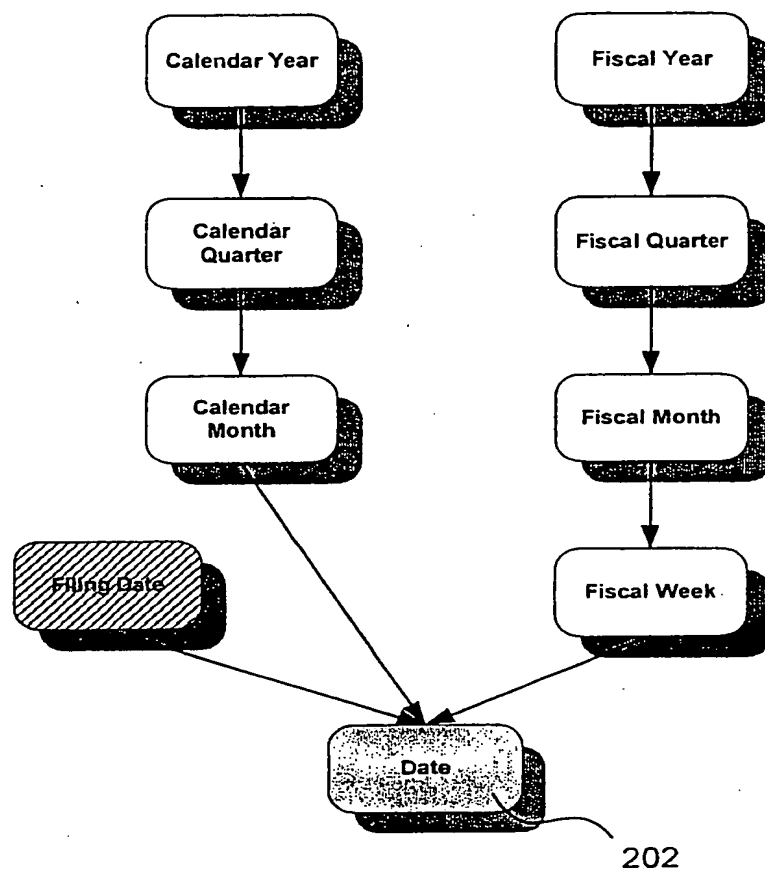 Calendar Year
Fiscal Year
Calendar
Quarter
Fiscal Quarter
Calendar
Month
Fiscal Month
Filing Date
Fiscal Week
Date
202